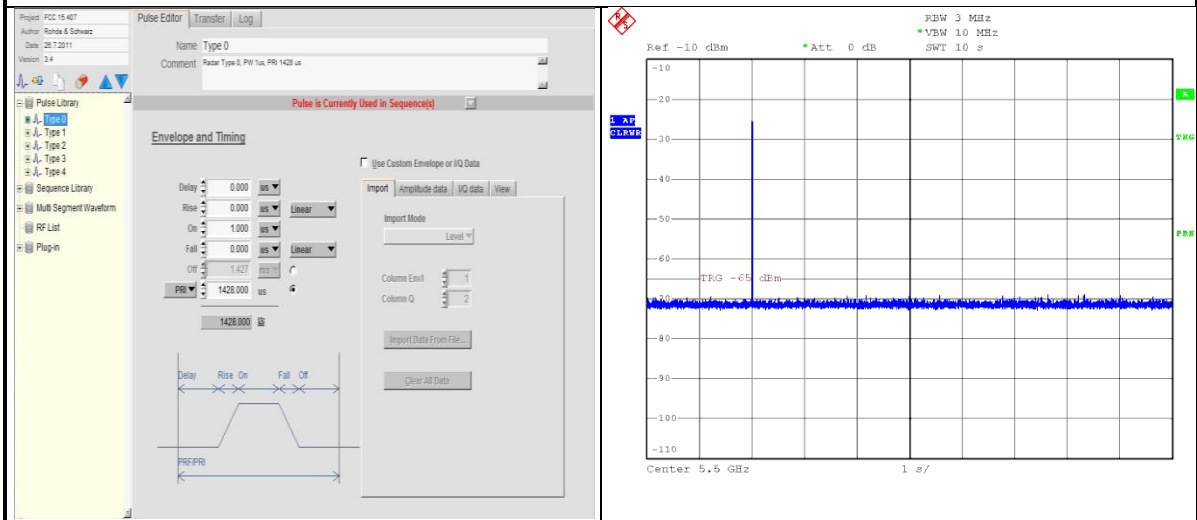 Project FCC 15.407
Author Rohde & Schwarz
Date 26.7.2011
Version 3.4
Pulse Library
Type 0
Type 1
Type 2
Type 3
Type 4
Sequence Library
Multi Segment Waveform
RF List
Plug-in
Pulse Editor Transfer Log
Name Type 0
Comment Radar Type 0, PW 1us, PRI 1428 us
Pulse is Currently Used in Sequence(s)
Envelope and Timing
Use Custom Envelope or I/Q Data
Delay 0.000 us
Rise 0.000 us Linear
On 1.000 us
Fall 0.000 us Linear
Off 1.427 ms
PRI 1428.000 us
1428.000
Import Amplitude data I/Q data View
Import Mode
Level
Column Env/I 1
Column Q 2
Import Data From File...
Clear All Data
Delay Rise On Fall Off
PRF/PRI
R S
RBW 3 MHz
*VBW 10 MHz
Ref -10 dBm *Att 0 dB SWT 10 s
1 AP
CLRWR
A
TRG
PRN
-10
-20
-30
-40
-50
-60
TRG -65 dBm
-70
-80
-90
-100
-110
Center 5.5 GHz 1 s/